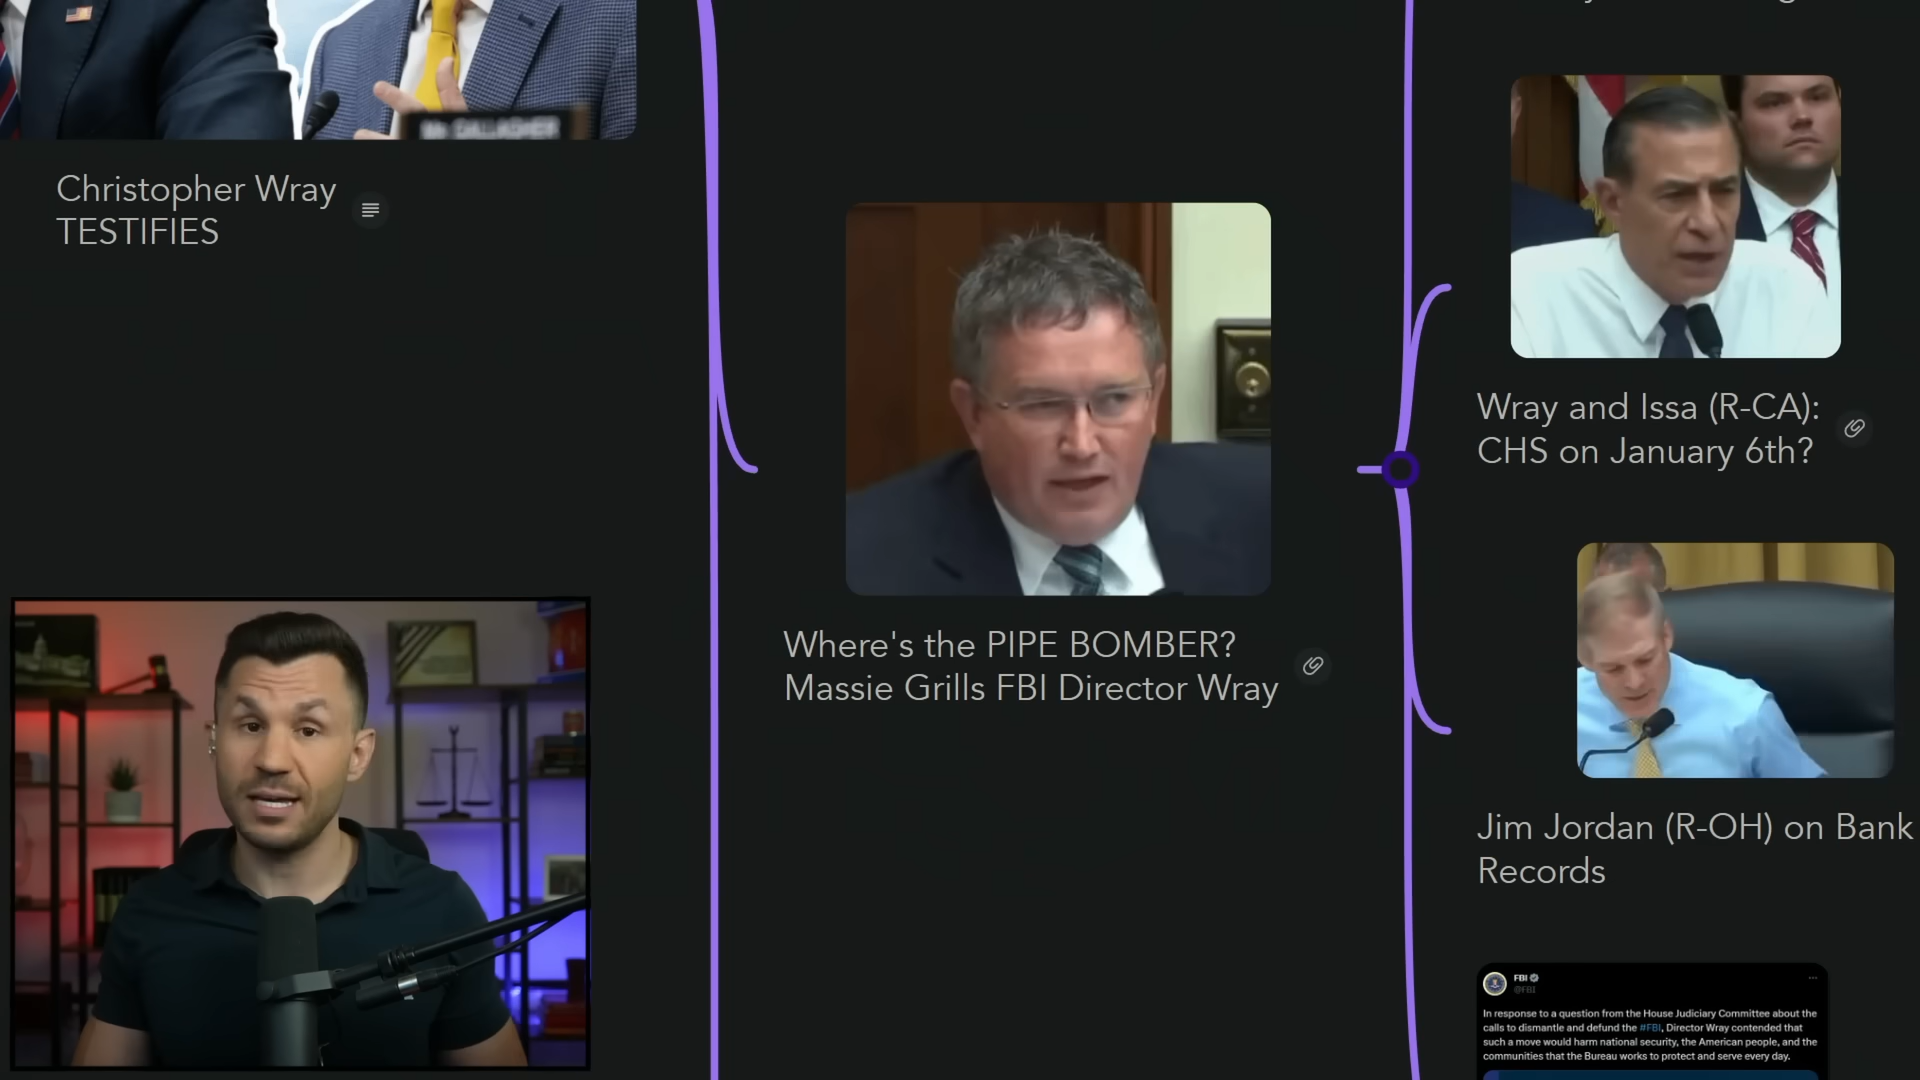 Mr. GALLAGHER
Christopher Wray
TESTIFIES
Where's the PIPE BOMBER?
Massie Grills FBI Director Wray
Wray and Issa (R-CA):
CHS on January 6th?
Jim Jordan (R-OH) on Bank
Records
FBI
@FBI
In response to a question from the House Judiciary Committee about the
calls to dismantle and defund the #FBI, Director Wray contended that
such a move would harm national security, the American people, and the
communities that the Bureau works to protect and serve every day.